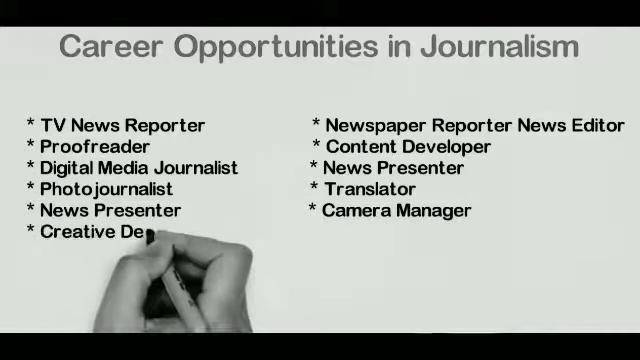 Career Opportunities in Journalism
* TV News Reporter
* Proofreader
* Digital Media Journalist
* Photojournalist
* News Presenter
* Creative De
* Newspaper Reporter News Editor
* Content Developer
* News Presenter
* Translator
* Camera Manager